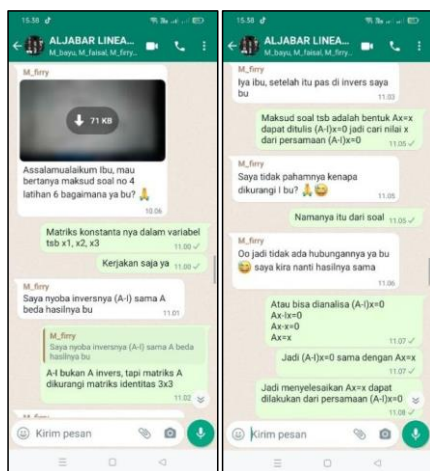 15.38
ALJABAR LINEA...
M_bayu, M_faisal, M_firry...
71 KB
Assalamualaikum Ibu, mau
bertanya maksud soal no 4
latihan 6 bagaimana ya bu? 🙏
10.06
Matriks konstanta nya dalam variabel
tsb x1, x2, x3
11.00
Kerjakan saja ya
11.00
M_firry
Saya nyoba inversnya (A-I) sama A
beda hasilnya bu
11.01
M_firry
Saya nyoba inversnya (A-I) sama A beda
hasilnya bu
A-I bukan A invers, tapi matriks A
dikurangi matriks identitas 3x3
11.02
Kirim pesan
15.38
ALJABAR LINEA...
M_bayu, M_faisal, M_firry...
M_firry
Iya ibu, setelah itu pas di invers saya
bu
11.03
Maksud soal tsb adalah bentuk Ax=x
dapat ditulis (A-I)x=0 jadi cari nilai x
dari persamaan (A-I)x=0
11.05
M_firry
Saya tidak pahamnya kenapa
dikurangi I bu? 🙏😅
11.05
Namanya itu dari soal
11.05
M_firry
Oo jadi tidak ada hubungannya ya bu
😅 saya kira nanti hasilnya sama
11.06
Atau bisa dianalisa (A-I)x=0
Ax-Ix=0
Ax-x=0
Ax=x
11.07
Jadi (A-I)x=0 sama dengan Ax=x
11.07
Jadi menyelesaikan Ax=x dapat
dilakukan dari persamaan (A-I)x=0
11.08
Kirim pesan